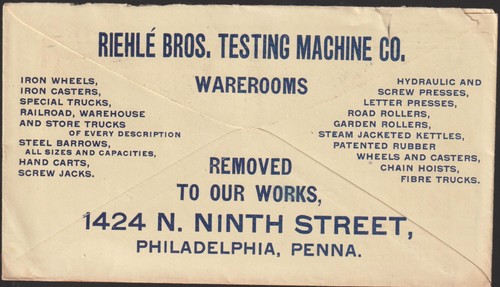 RIEHLÉ BROS. TESTING MACHINE CO.
WAREROOMS
IRON WHEELS,
IRON CASTERS,
SPECIAL TRUCKS,
RAILROAD, WAREHOUSE
AND STORE TRUCKS
OF EVERY DESCRIPTION
STEEL BARROWS,
ALL SIZES AND CAPACITIES,
HAND CARTS,
SCREW JACKS.
HYDRAULIC AND
SCREW PRESSES,
LETTER PRESSES,
ROAD ROLLERS,
GARDEN ROLLERS,
STEAM JACKETED KETTLES,
PATENTED RUBBER
WHEELS AND CASTERS,
CHAIN HOISTS,
FIBRE TRUCKS.
REMOVED
TO OUR WORKS,
1424 N. NINTH STREET,
PHILADELPHIA, PENNA.